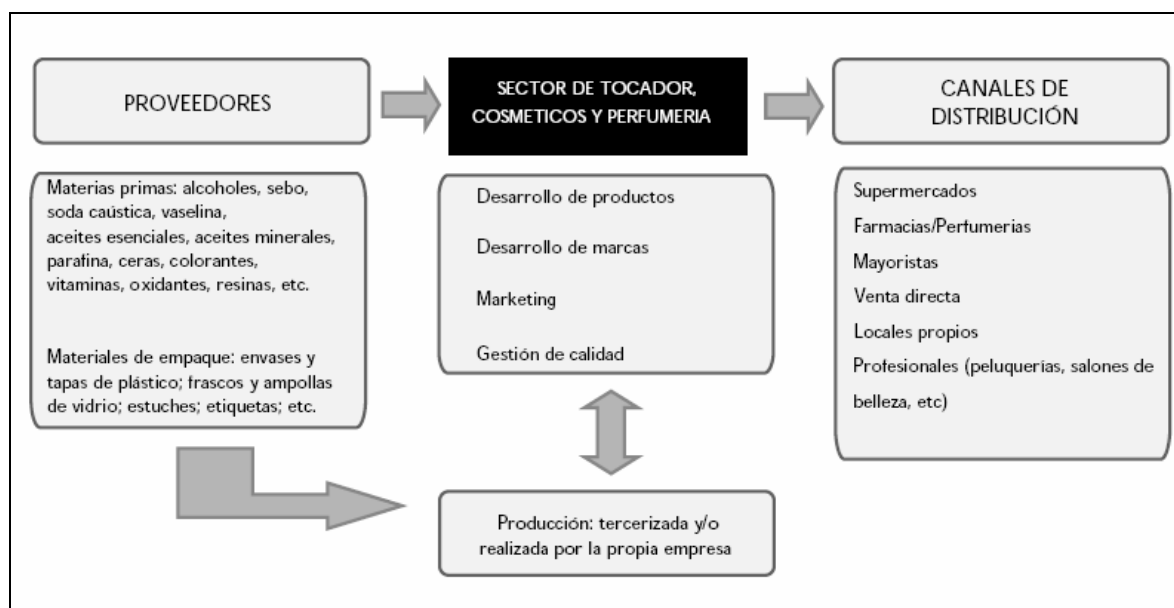 PROVEEDORES
Materias primas: alcoholes, sebo,
soda caústica, vaselina,
aceites esenciales, aceites minerales,
parafina, ceras, colorantes,
vitaminas, oxidantes, resinas, etc.
Materiales de empaque: envases y
tapas de plástico; frascos y ampollas
de vidrio; estuches; etiquetas; etc.
SECTOR DE TOCADOR,
COSMETICOS Y PERFUMERIA
Desarrollo de productos
Desarrollo de marcas
Marketing
Gestión de calidad
Producción: tercerizada y/o
realizada por la propia empresa
CANALES DE
DISTRIBUCIÓN
Supermercados
Farmacias/Perfumerias
Mayoristas
Venta directa
Locales propios
Profesionales (peluquerías, salones de
belleza, etc)